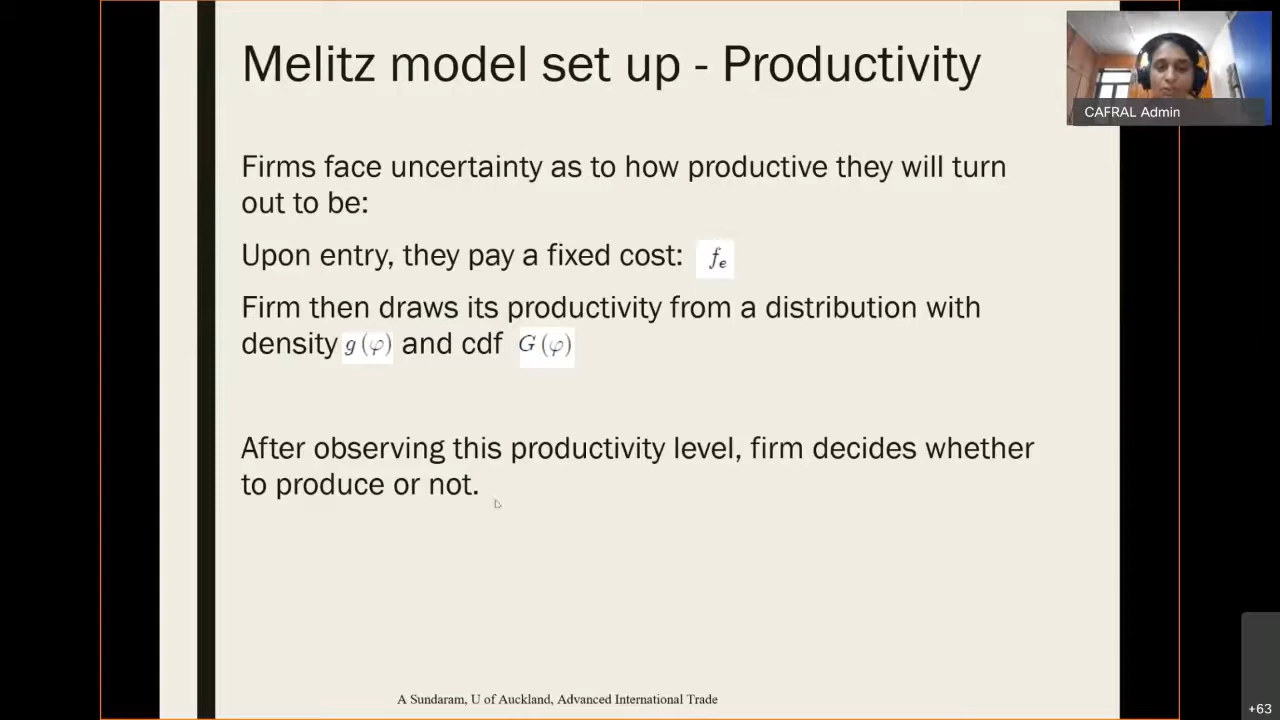 Melitz model set up - Productivity
CAFRAL Admin
Firms face uncertainty as to how productive they will turn
out to be:
Upon entry, they pay a fixed cost: fₑ
Firm then draws its productivity from a distribution with
density g (φ) and cdf G (φ)
After observing this productivity level, firm decides whether
to produce or not.
A Sundaram, U of Auckland, Advanced International Trade
+63